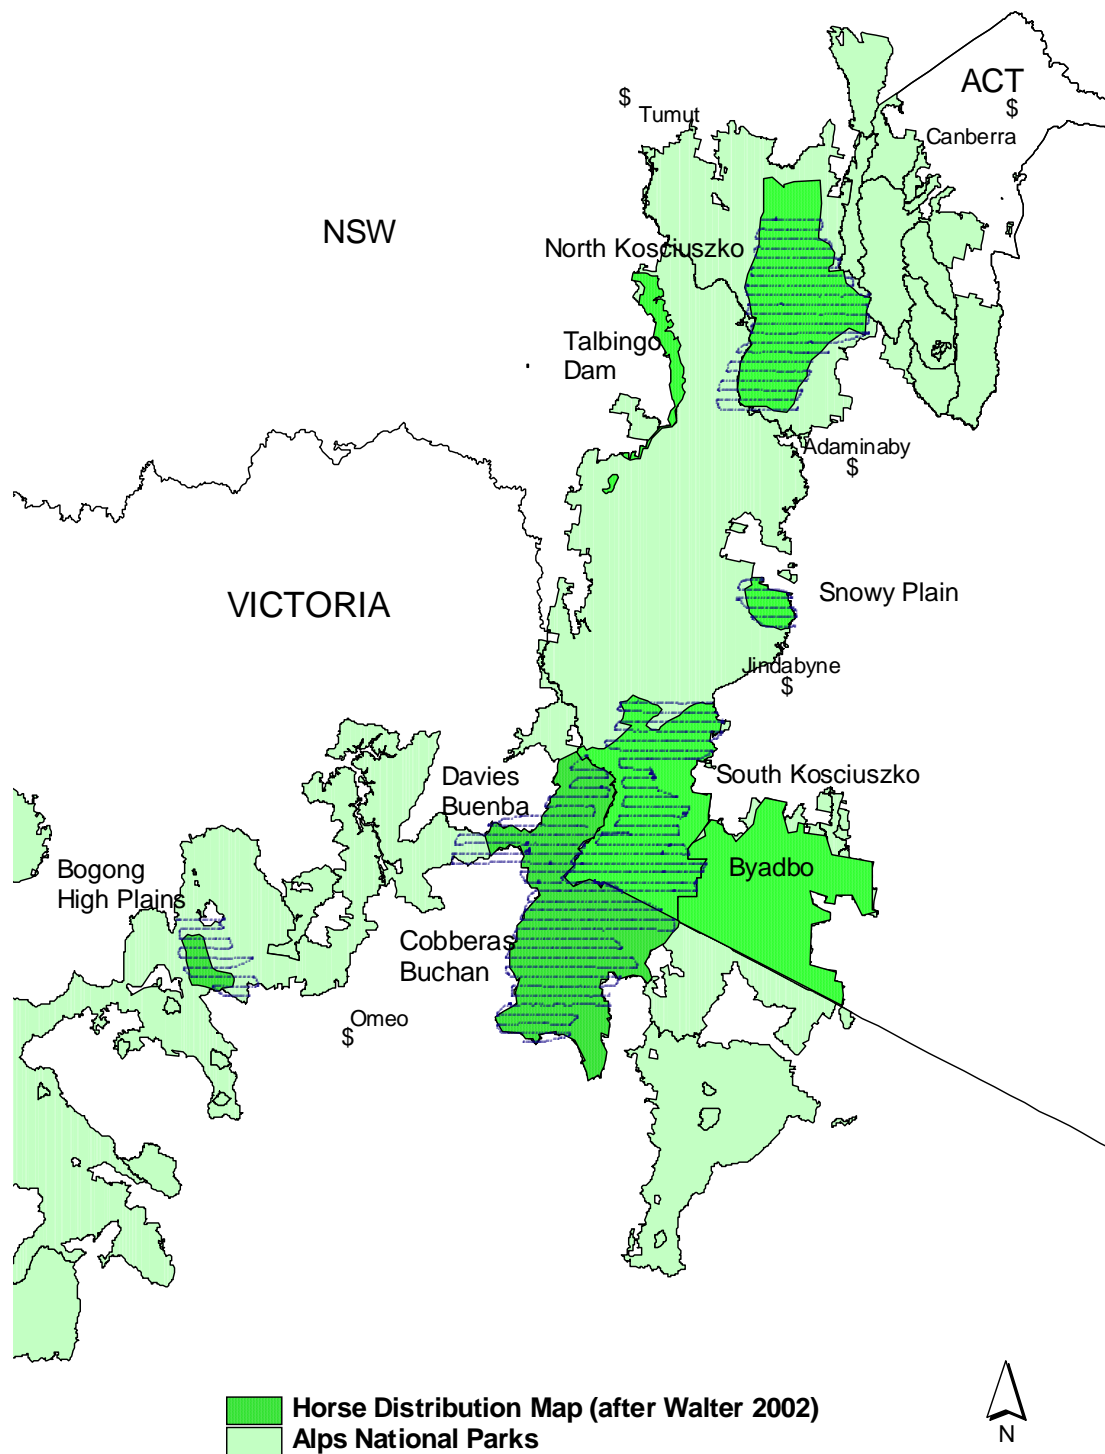 ACT
$
$
Tumut
Canberra
NSW
North Kosciuszko
Talbingo
Dam
Adaminaby
$
VICTORIA
Snowy Plain
Jindabyne
$
Davies
Buenba
South Kosciuszko
Bogong
High Plains
Byadbo
Cobberas
Buchan
Omeo
$
Horse Distribution Map (after Walter 2002)
Alps National Parks
N